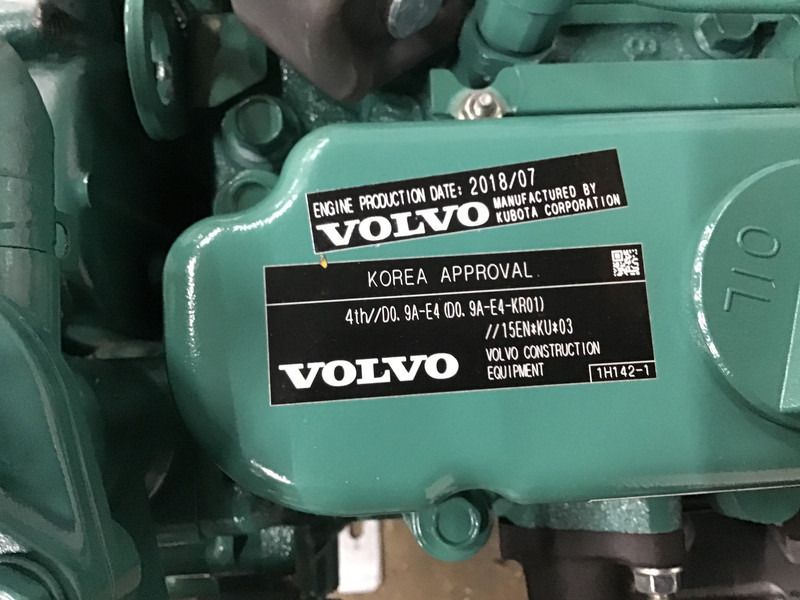 ENGINE PRODUCTION DATE: 2018/07
VOLVO MANUFACTURED BY
KUBOTA CORPORATION
KOREA APPROVAL
4th//D0.9A-E4(D0.9A-E4-KR01)
//15EN*KU*03
VOLVO VOLVO CONSTRUCTION
EQUIPMENT
1H142-1
OIL
8